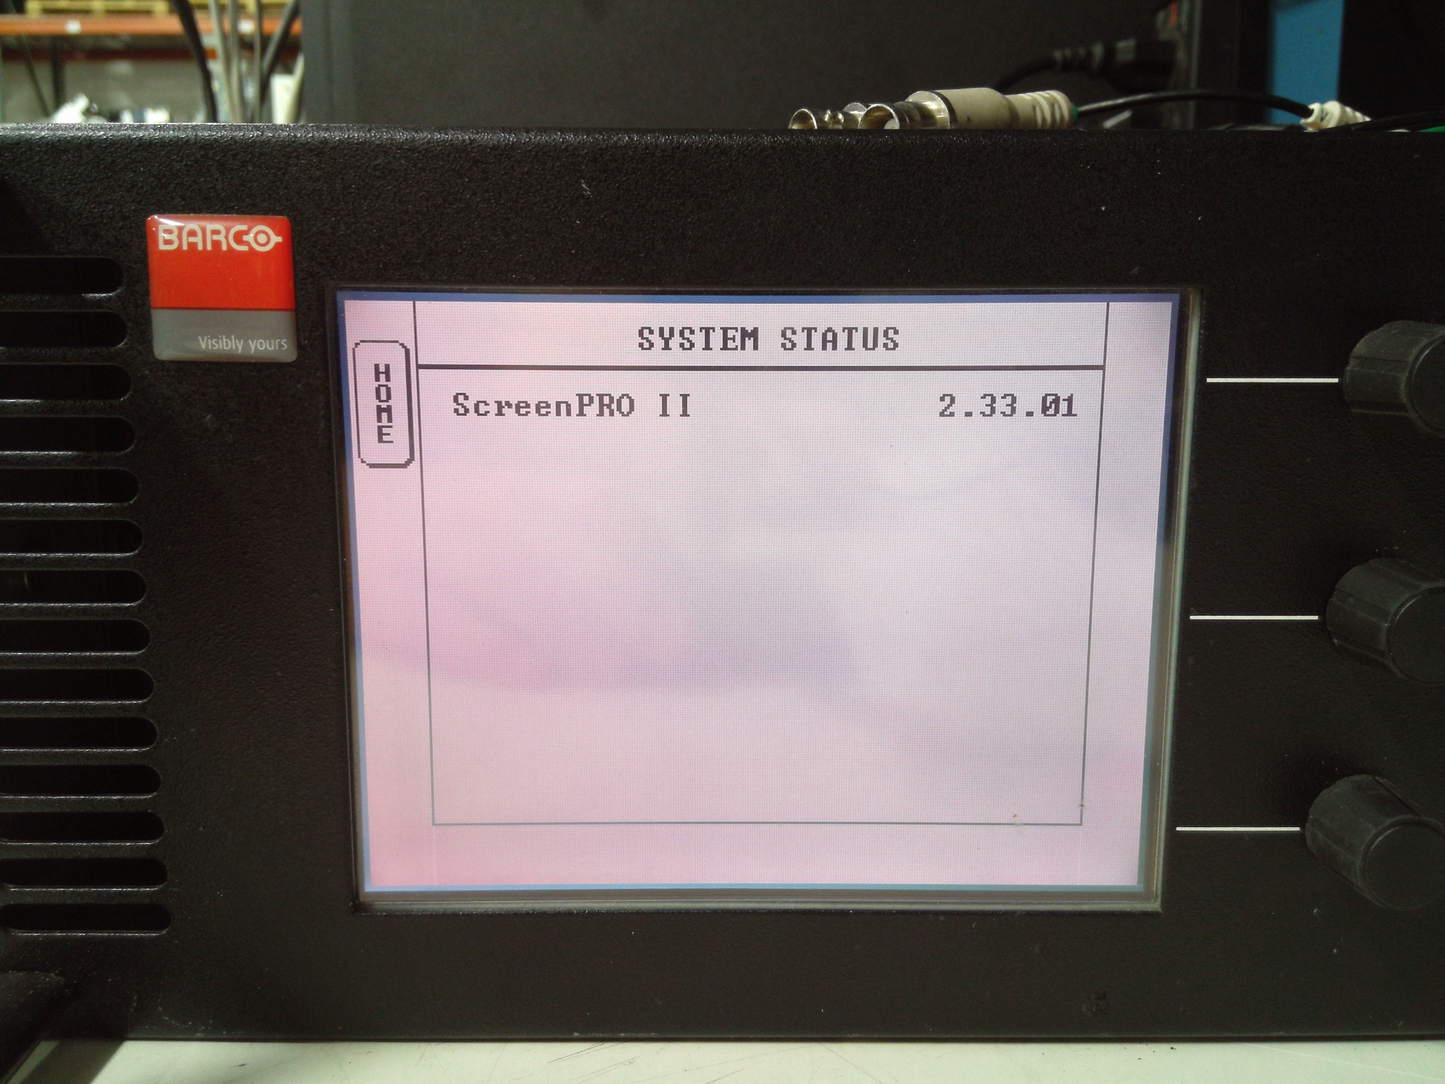 BARCO
Visibly yours
SYSTEM STATUS
HOME
ScreenPRO II 2.33.01